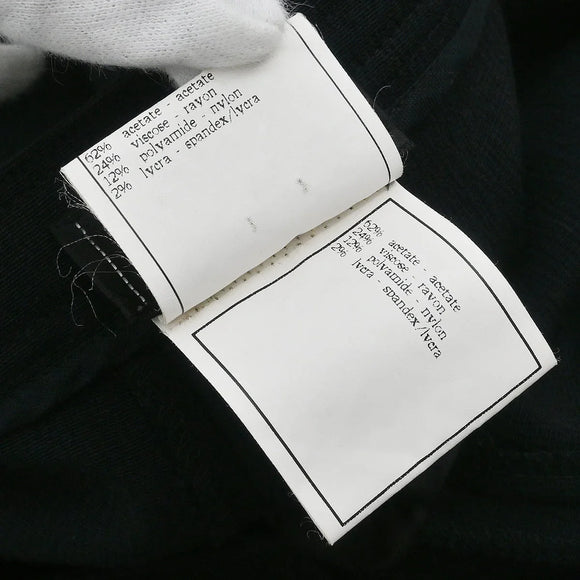 62% acetate - acetate
24% viscose - rayon
12% polyamide - nylon
2% lycra - spandex/lycra
62% acetate - acetate
24% viscose - rayon
12% polyamide - nylon
2% lycra - spandex/lycra